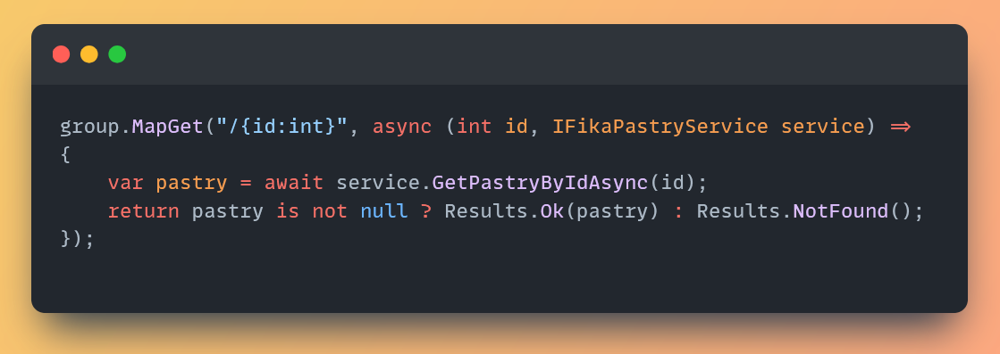 group.MapGet("/{id:int}", async (int id, IFikaPastryService service) =>
{
    var pastry = await service.GetPastryByIdAsync(id);
    return pastry is not null ? Results.Ok(pastry) : Results.NotFound();
});